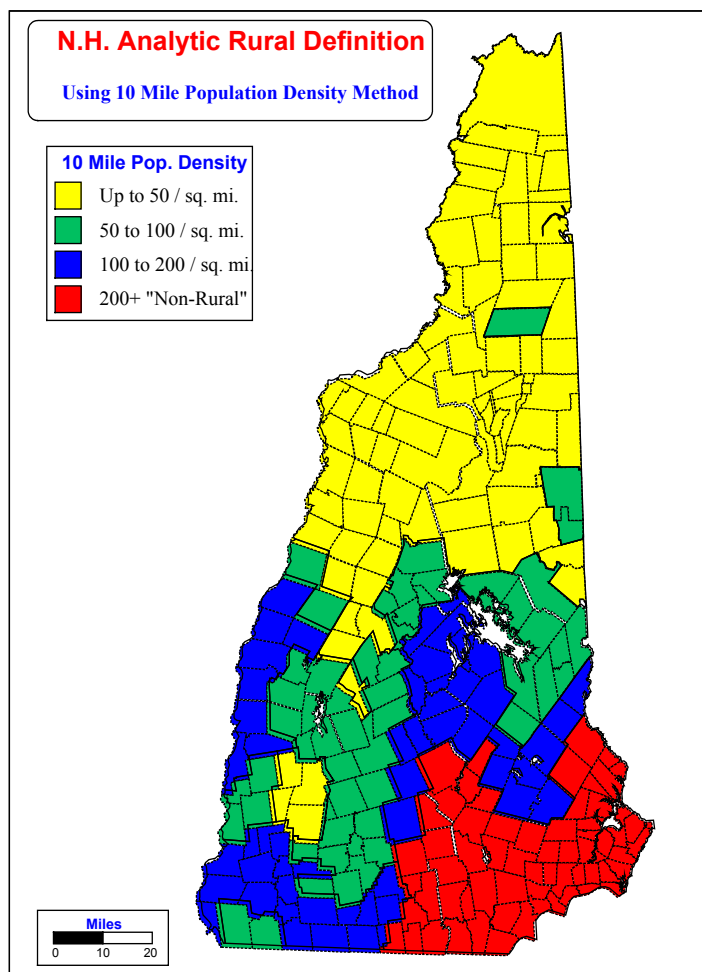 N.H. Analytic Rural Definition
Using 10 Mile Population Density Method
10 Mile Pop. Density
Up to 50 / sq. mi.
50 to 100 / sq. mi.
100 to 200 / sq. mi.
200+ "Non-Rural"
Miles
0 10 20